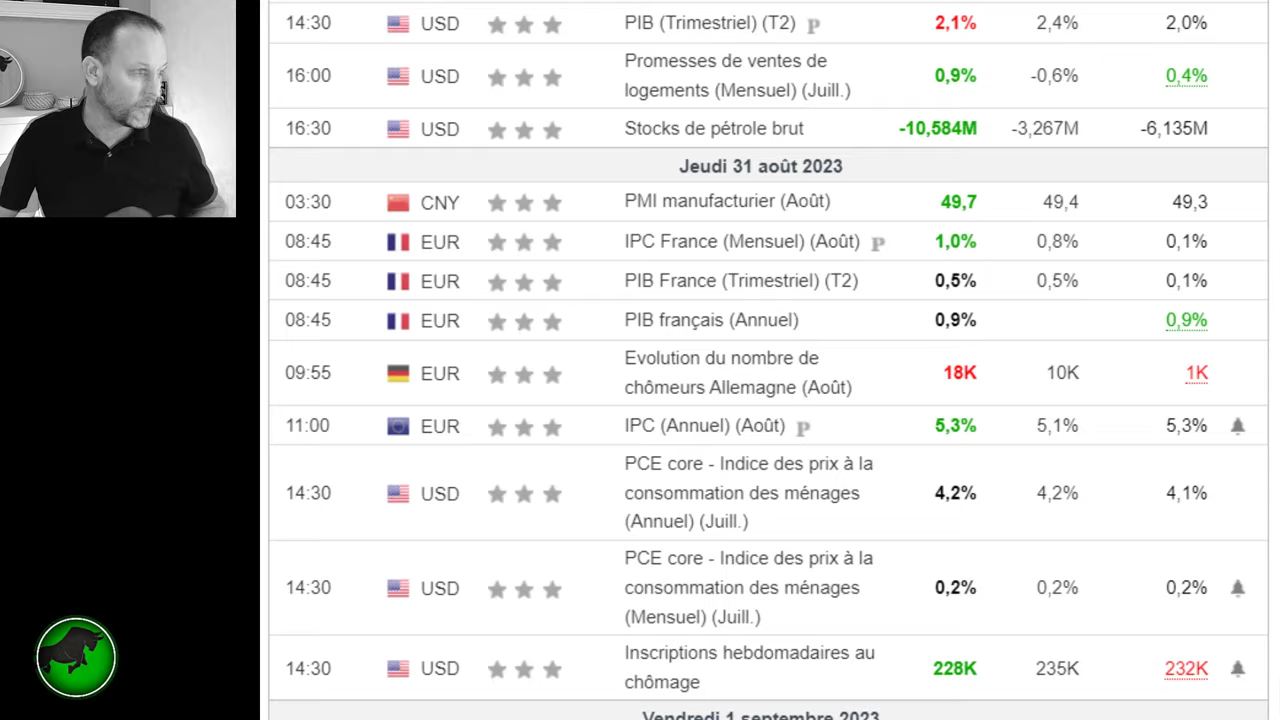 14:30 USD PIB (Trimestriel) (T2) P 2,1% 2,4% 2,0%
16:00 USD Promesses de ventes de
logements (Mensuel) (Juill.) 0,9% -0,6% 0,4%
16:30 USD Stocks de pétrole brut -10,584M -3,267M -6,135M
Jeudi 31 août 2023
03:30 CNY PMI manufacturier (Août) 49,7 49,4 49,3
08:45 EUR IPC France (Mensuel) (Août) P 1,0% 0,8% 0,1%
08:45 EUR PIB France (Trimestriel) (T2) 0,5% 0,5% 0,1%
08:45 EUR PIB français (Annuel) 0,9% 0,9%
09:55 EUR Evolution du nombre de
chômeurs Allemagne (Août) 18K 10K 1K
11:00 EUR IPC (Annuel) (Août) P 5,3% 5,1% 5,3%
14:30 USD PCE core - Indice des prix à la
consommation des ménages
(Annuel) (Juill.) 4,2% 4,2% 4,1%
14:30 USD PCE core - Indice des prix à la
consommation des ménages
(Mensuel) (Juill.) 0,2% 0,2% 0,2%
14:30 USD Inscriptions hebdomadaires au
chômage 228K 235K 232K
Vendredi 1 septembre 2023